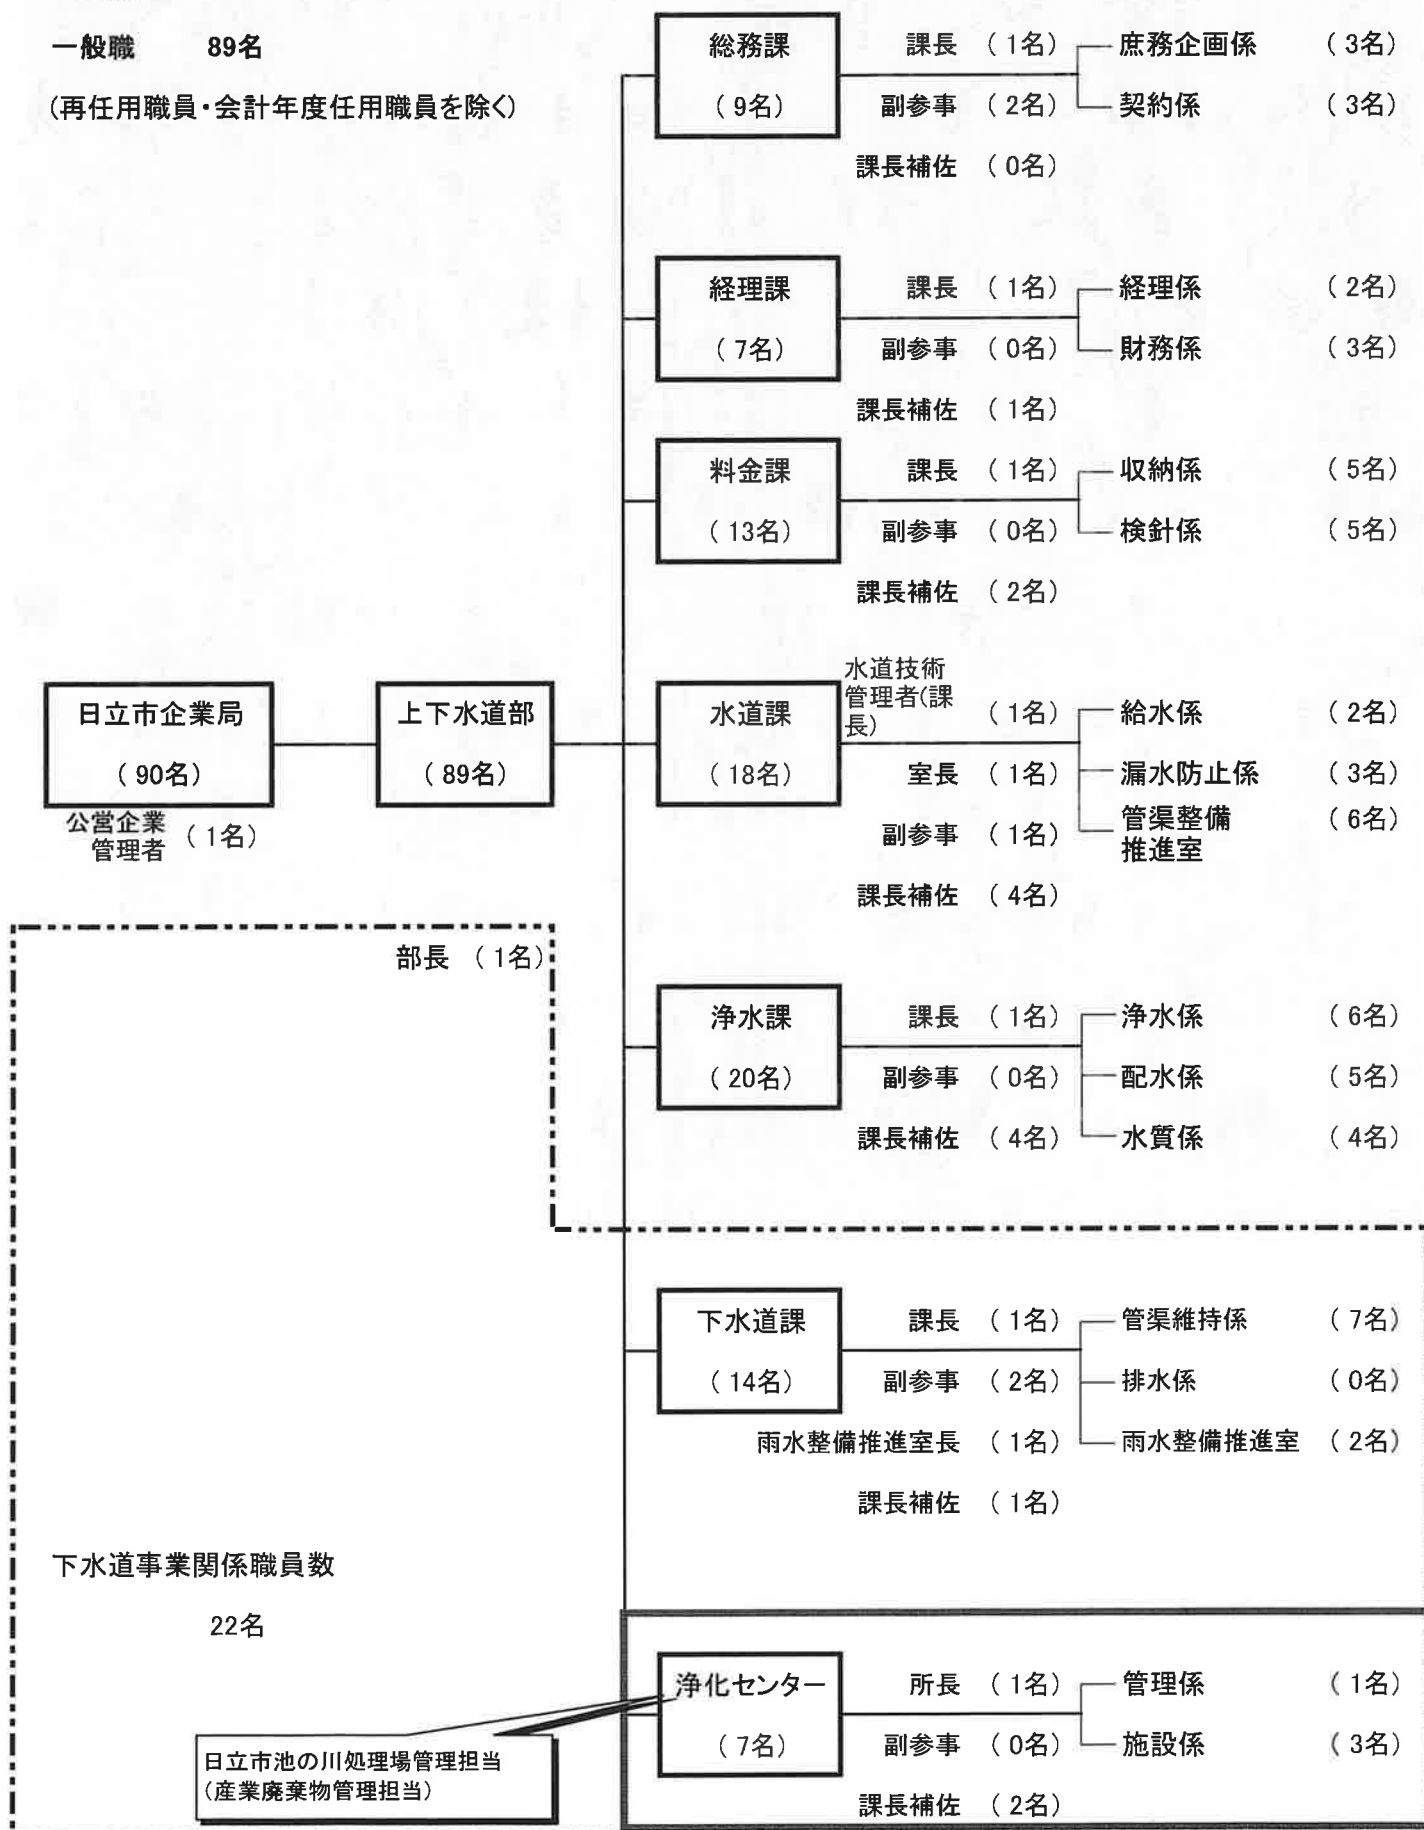 一般職 89名
(再任用職員・会計年度任用職員を除く)
総務課
(9名)
課長 (1名)
副参事 (2名)
課長補佐 (0名)
庶務企画係 (3名)
契約係 (3名)
経理課
(7名)
課長 (1名)
副参事 (0名)
課長補佐 (1名)
経理係 (2名)
財務係 (3名)
料金課
(13名)
課長 (1名)
副参事 (0名)
課長補佐 (2名)
収納係 (5名)
検針係 (5名)
日立市企業局
(90名)
公営企業
管理者 (1名)
上下水道部
(89名)
部長 (1名)
水道課
(18名)
水道技術
管理者(課
長) (1名)
室長 (1名)
副参事 (1名)
課長補佐 (4名)
給水係 (2名)
漏水防止係 (3名)
管渠整備
推進室 (6名)
浄水課
(20名)
課長 (1名)
副参事 (0名)
課長補佐 (4名)
浄水係 (6名)
配水係 (5名)
水質係 (4名)
下水道課
(14名)
課長 (1名)
副参事 (2名)
雨水整備推進室長 (1名)
課長補佐 (1名)
管渠維持係 (7名)
排水係 (0名)
雨水整備推進室 (2名)
下水道事業関係職員数
22名
浄化センター
(7名)
所長 (1名)
副参事 (0名)
課長補佐 (2名)
管理係 (1名)
施設係 (3名)
日立市池の川処理場管理担当
(産業廃棄物管理担当)